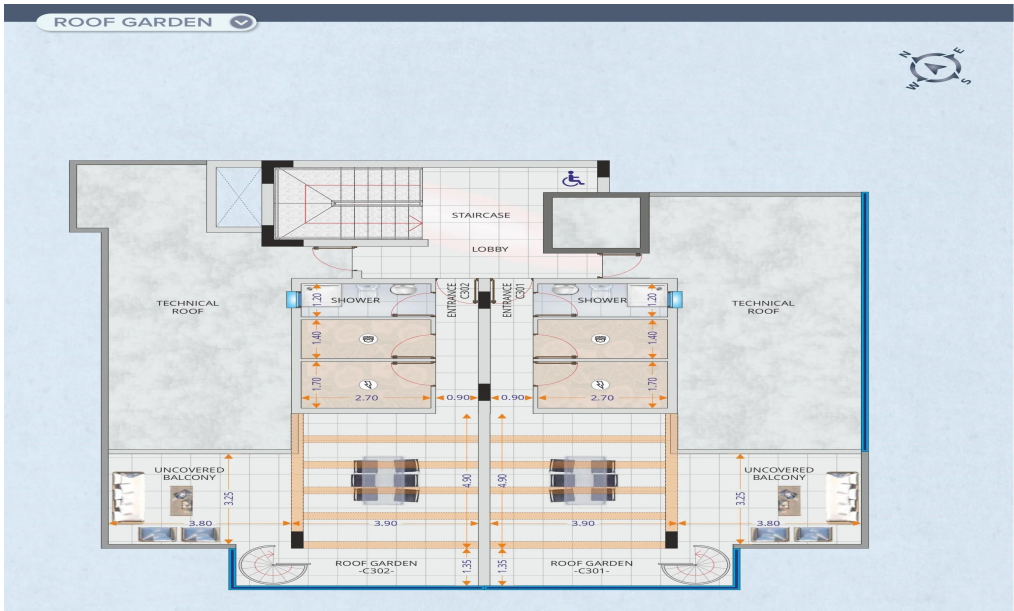 ROOF GARDEN
N
E
W
S
STAIRCASE
LOBBY
ENTRANCE
C302
ENTRANCE
C301
SHOWER
1.20
SHOWER
1.20
TECHNICAL
ROOF
TECHNICAL
ROOF
1.40
1.40
1.70
1.70
2.70
0.90
0.90
2.70
UNCOVERED
BALCONY
UNCOVERED
BALCONY
3.25
4.90
4.90
3.25
3.80
3.90
3.90
3.80
1.35
1.35
ROOF GARDEN
-C302-
ROOF GARDEN
-C301-